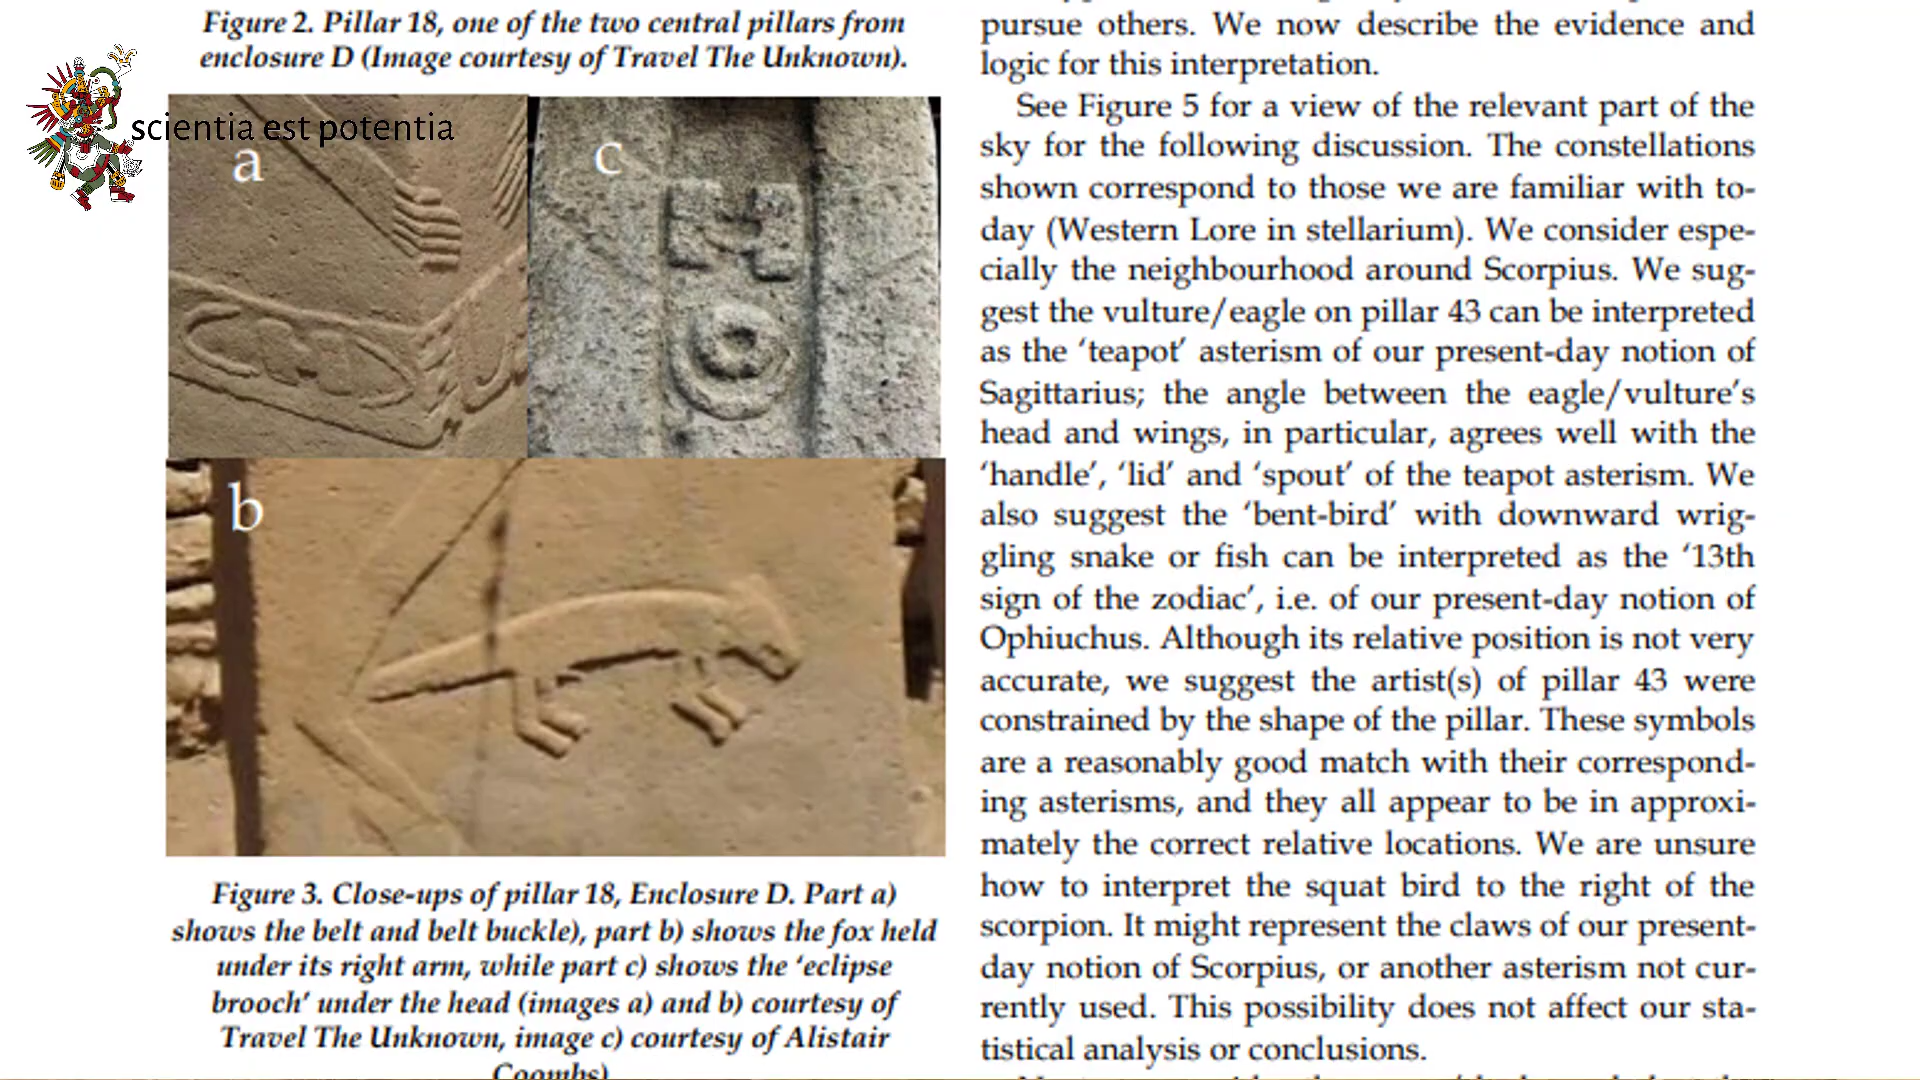 Figure 2. Pillar 18, one of the two central pillars from
enclosure D (Image courtesy of Travel The Unknown).
scientia est potentia
a
c
b
Figure 3. Close-ups of pillar 18, Enclosure D. Part a)
shows the belt and belt buckle), part b) shows the fox held
under its right arm, while part c) shows the ‘eclipse
brooch’ under the head (images a) and b) courtesy of
Travel The Unknown, image c) courtesy of Alistair
Coombs)
pursue others. We now describe the evidence and
logic for this interpretation.
See Figure 5 for a view of the relevant part of the
sky for the following discussion. The constellations
shown correspond to those we are familiar with to-
day (Western Lore in stellarium). We consider espe-
cially the neighbourhood around Scorpius. We sug-
gest the vulture/eagle on pillar 43 can be interpreted
as the ‘teapot’ asterism of our present-day notion of
Sagittarius; the angle between the eagle/vulture’s
head and wings, in particular, agrees well with the
‘handle’, ‘lid’ and ‘spout’ of the teapot asterism. We
also suggest the ‘bent-bird’ with downward wrig-
gling snake or fish can be interpreted as the ‘13th
sign of the zodiac’, i.e. of our present-day notion of
Ophiuchus. Although its relative position is not very
accurate, we suggest the artist(s) of pillar 43 were
constrained by the shape of the pillar. These symbols
are a reasonably good match with their correspond-
ing asterisms, and they all appear to be in approxi-
mately the correct relative locations. We are unsure
how to interpret the squat bird to the right of the
scorpion. It might represent the claws of our present-
day notion of Scorpius, or another asterism not cur-
rently used. This possibility does not affect our sta-
tistical analysis or conclusions.